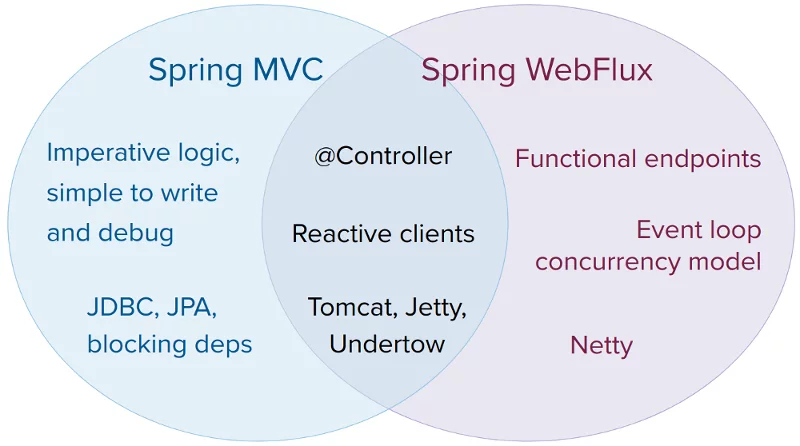 Spring MVC
Spring WebFlux
Imperative logic,
simple to write
and debug
JDBC, JPA,
blocking deps
@Controller
Reactive clients
Tomcat, Jetty,
Undertow
Functional endpoints
Event loop
concurrency model
Netty